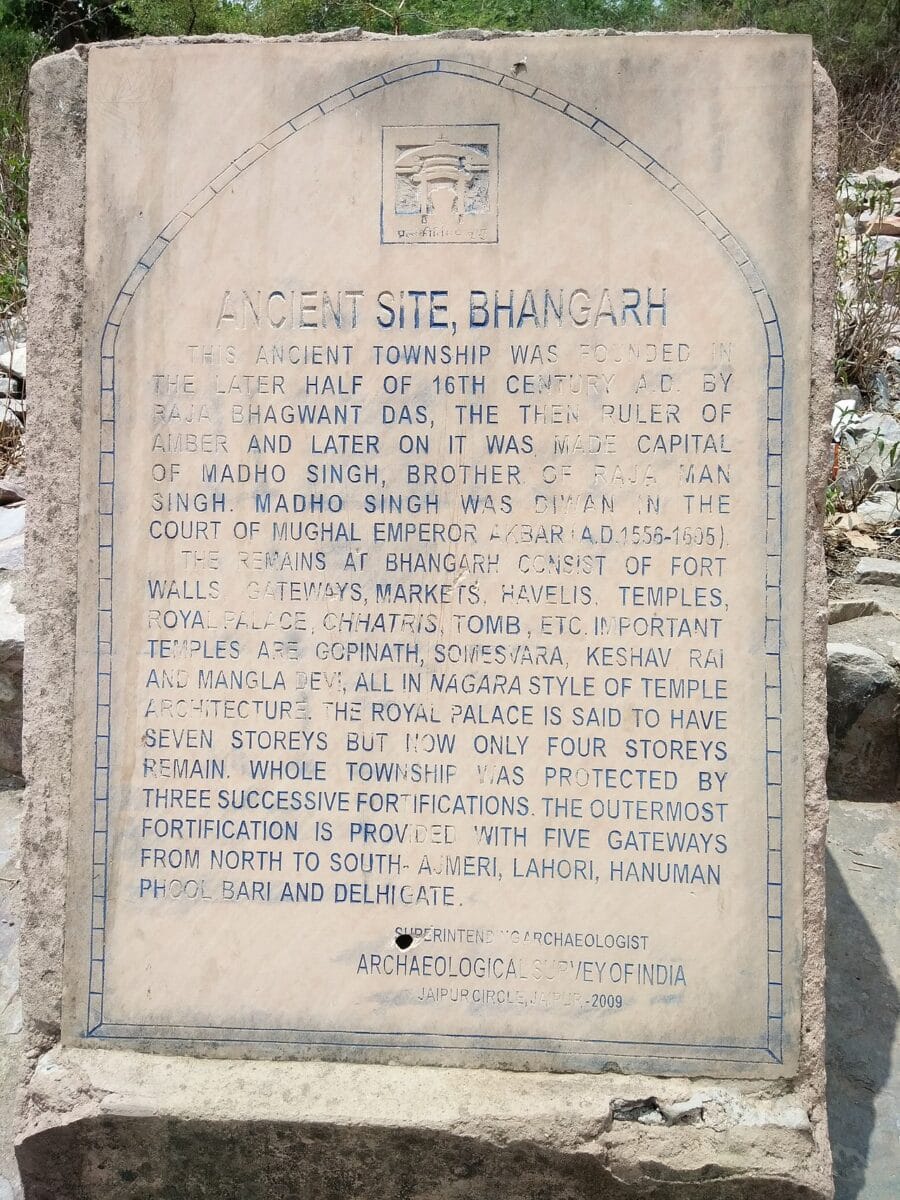 ANCIENT SITE, BHANGARH
THIS ANCIENT TOWNSHIP WAS FOUNDED IN
THE LATER HALF OF 16TH CENTURY A.D. BY
RAJA BHAGWANT DAS, THE THEN RULER OF
AMBER AND LATER ON IT WAS MADE CAPITAL
OF MADHO SINGH, BROTHER OF RAJA MAN
SINGH. MADHO SINGH WAS DIWAN IN THE
COURT OF MUGHAL EMPEROR AKBAR (A.D.1556-1605).
THE REMAINS AT BHANGARH CONSIST OF FORT
WALLS, GATEWAYS, MARKETS, HAVELIS, TEMPLES,
ROYAL PALACE, CHHATRIS, TOMB, ETC. IMPORTANT
TEMPLES ARE GOPINATH, SOMESVARA, KESHAV RAI
AND MANGLA DEVI, ALL IN NAGARA STYLE OF TEMPLE
ARCHITECTURE. THE ROYAL PALACE IS SAID TO HAVE
SEVEN STOREYS BUT NOW ONLY FOUR STOREYS
REMAIN. WHOLE TOWNSHIP WAS PROTECTED BY
THREE SUCCESSIVE FORTIFICATIONS. THE OUTERMOST
FORTIFICATION IS PROVIDED WITH FIVE GATEWAYS
FROM NORTH TO SOUTH- AJMERI, LAHORI, HANUMAN
PHOOL BARI AND DELHI GATE.
SUPERINTENDING ARCHAEOLOGIST
ARCHAEOLOGICAL SURVEY OF INDIA
JAIPUR CIRCLE, JAIPUR.-2009